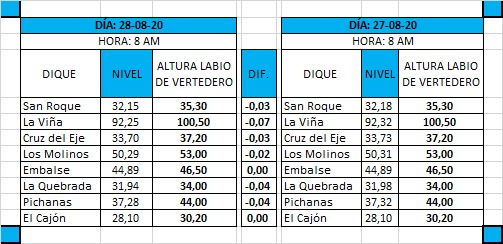 DÍA: 28-08-20 DÍA: 27-08-20
HORA: 8 AM HORA: 8 AM
DIQUE NIVEL ALTURA LABIO DE VERTEDERO DIF. DIQUE NIVEL ALTURA LABIO DE VERTEDERO
San Roque 32,15 35,30 -0,03 San Roque 32,18 35,30
La Viña 92,25 100,50 -0,07 La Viña 92,32 100,50
Cruz del Eje 33,70 37,20 -0,03 Cruz del Eje 33,73 37,20
Los Molinos 50,29 53,00 -0,02 Los Molinos 50,31 53,00
Embalse 44,89 46,50 0,00 Embalse 44,89 46,50
La Quebrada 31,94 34,00 -0,04 La Quebrada 31,98 34,00
Pichanas 37,28 44,00 -0,04 Pichanas 37,32 44,00
El Cajón 28,10 30,20 0,00 El Cajón 28,10 30,20